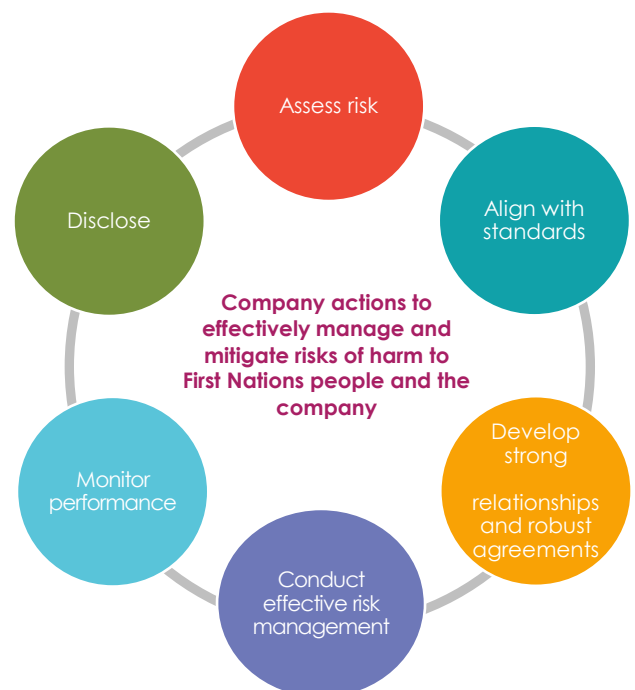 Assess risk
Align with
standards
Develop
strong
relationships
and robust
agreements
Conduct
effective risk
management
Monitor
performance
Disclose
Company actions to
effectively manage and
mitigate risks of harm to
First Nations people and the
company